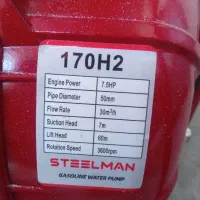 170H2
Engine Power 7.5HP
Pipe Diameter 50mm
Flow Rate 30m³/h
Suction Head 7m
Lift Head 60m
Rotation Speed 3600rpm
STEELMAN
GASOLINE WATER PUMP